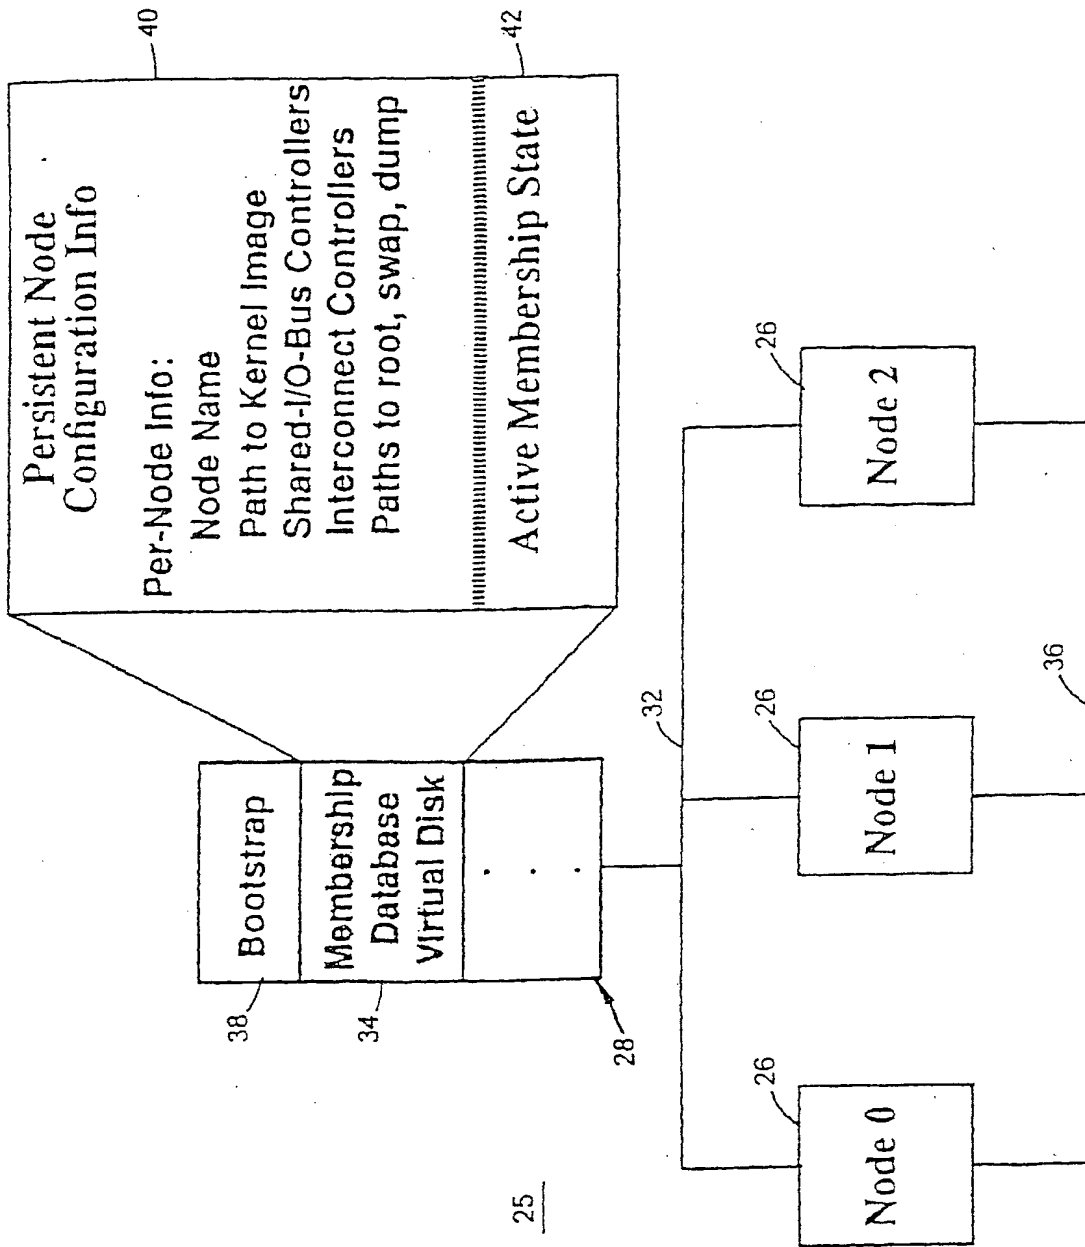 Persistent Node
Configuration Info
40
Per-Node Info:
Node Name
Path to Kernel Image
Shared-I/O-Bus Controllers
Interconnect Controllers
Paths to root, swap, dump
Active Membership State
42
38
Bootstrap
34
Membership
Database
Virtual Disk
.
.
.
28
32
25
26
Node 0
26
Node 1
26
Node 2
36